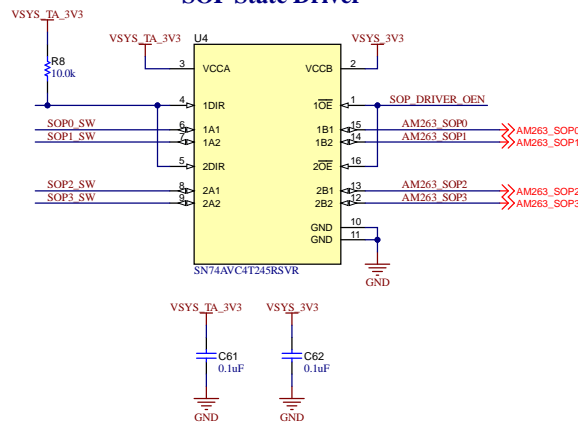 SOP State Driver
VSYS_TA_3V3
VSYS_TA_3V3
U4
VSYS_3V3
R8
10.0k
3
VCCA
VCCB
2
4
1DIR
1OE
1
SOP_DRIVER_OEN
SOP0_SW
6
1A1
1B1
15
AM263_SOP0
AM263_SOP0
SOP1_SW
7
1A2
1B2
14
AM263_SOP1
AM263_SOP1
5
2DIR
2OE
16
SOP2_SW
8
2A1
2B1
13
AM263_SOP2
AM263_SOP2
SOP3_SW
9
2A2
2B2
12
AM263_SOP3
AM263_SOP3
GND
10
GND
11
SN74AVC4T245RSVR
GND
VSYS_TA_3V3
VSYS_3V3
C61
0.1uF
C62
0.1uF
GND
GND